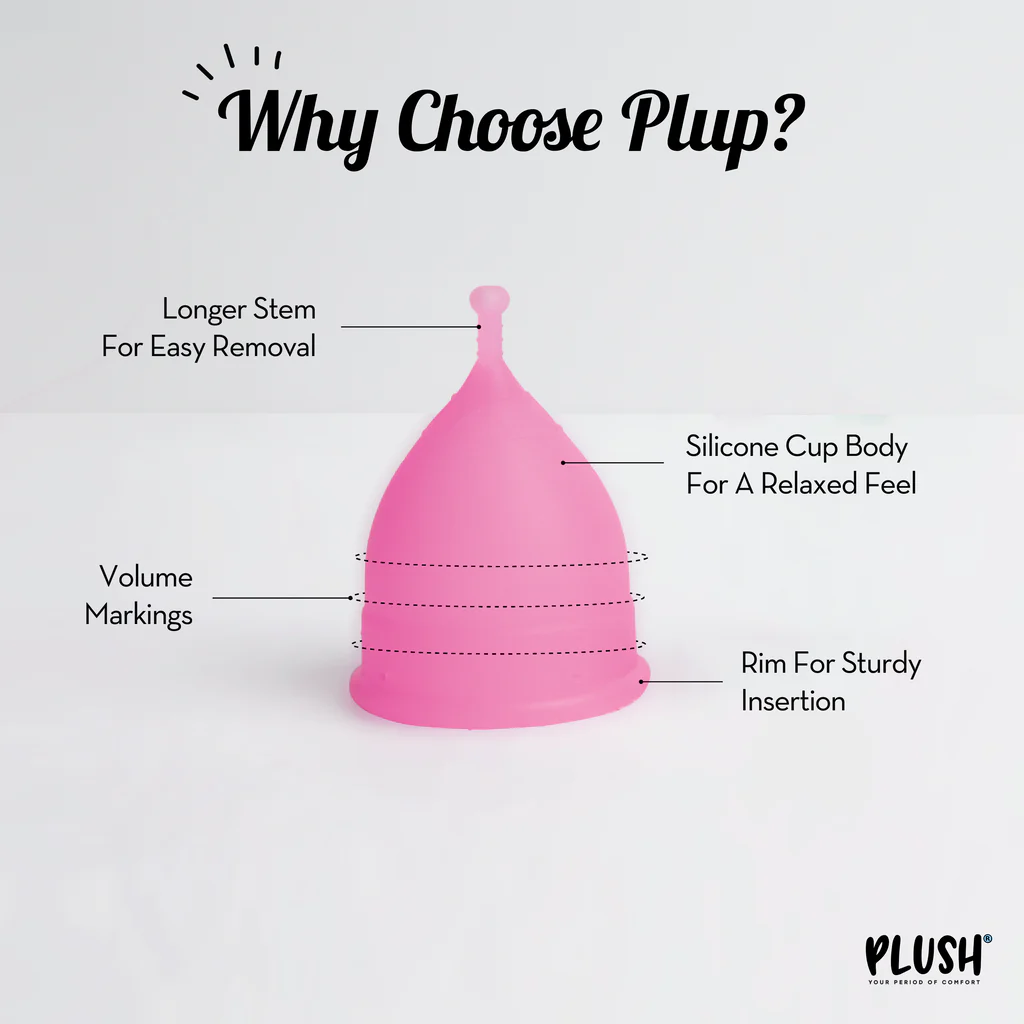 Why Choose Plup?
Longer Stem
For Easy Removal
Silicone Cup Body
For A Relaxed Feel
Volume
Markings
Rim For Sturdy
Insertion
PLUSH®
YOUR PERIOD OF COMFORT